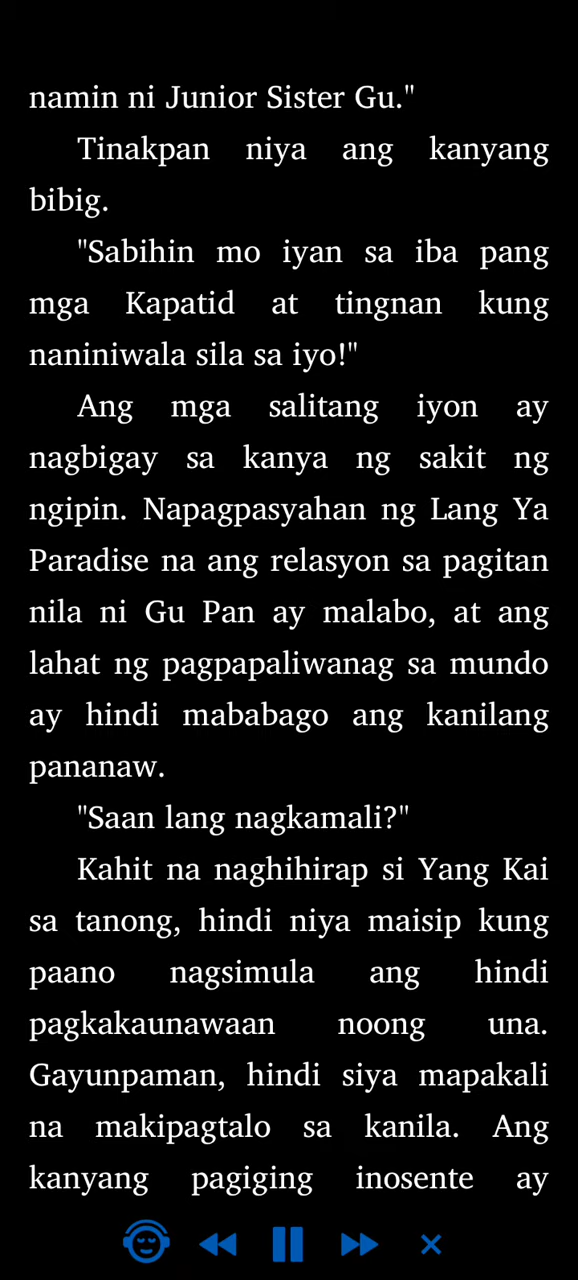 namin ni Junior Sister Gu."
Tinakpan niya ang kanyang
bibig.
"Sabihin mo iyan sa iba pang
mga Kapatid at tingnan kung
naniniwala sila sa iyo!"
Ang mga salitang iyon ay
nagbigay sa kanya ng sakit ng
ngipin. Napagpasyahan ng Lang Ya
Paradise na ang relasyon sa pagitan
nila ni Gu Pan ay malabo, at ang
lahat ng pagpapaliwanag sa mundo
ay hindi mababago ang kanilang
pananaw.
"Saan lang nagkamali?"
Kahit na naghihirap si Yang Kai
sa tanong, hindi niya maisip kung
paano nagsimula ang hindi
pagkakaunawaan noong una.
Gayunpaman, hindi siya mapakali
na makipagtalo sa kanila. Ang
kanyang pagiging inosente ay